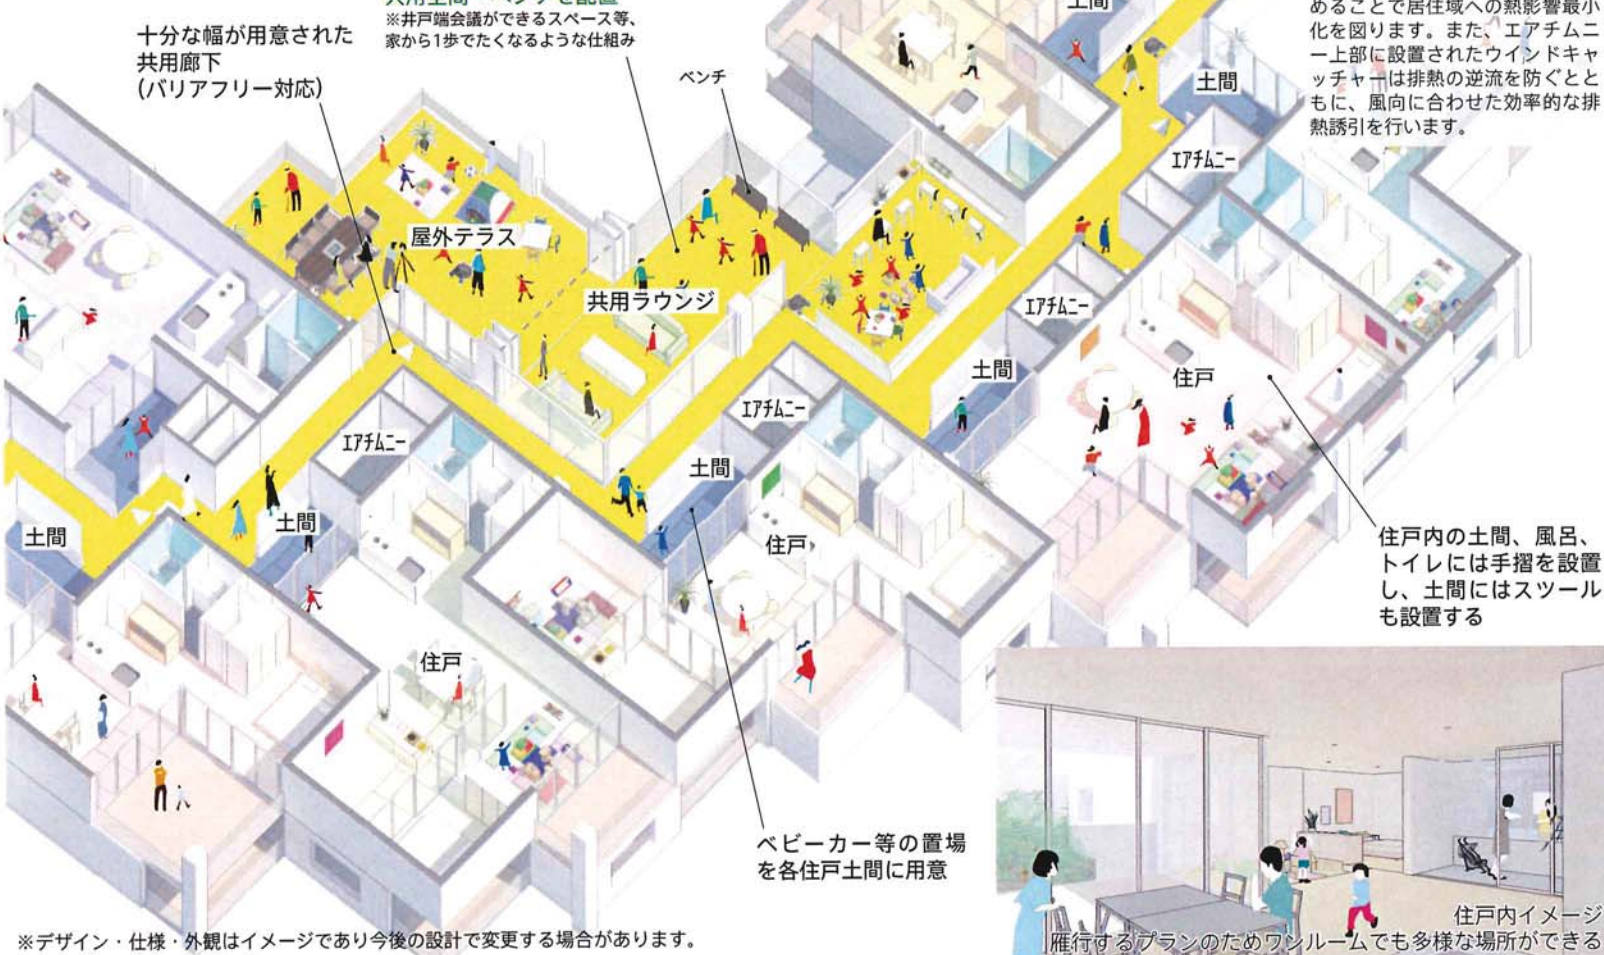 共用空間へベンチを配置
※井戸端会議ができるスペース等、
家から1歩でたくなるような仕組み
十分な幅が用意された
共用廊下
(バリアフリー対応)
ベンチ
土間
めることで居住域への熱影響最小
化を図ります。また、エアチムニ
ー上部に設置されたウインドキャ
ッチャーは排熱の逆流を防ぐとと
もに、風向に合わせた効率的な排
熱誘引を行います。
土間
エアチムニー
屋外テラス
共用ラウンジ
エアチムニー
土間
住戸
エアチムニー
エアチムニー
土間
土間
土間
住戸
住戸
住戸内の土間、風呂、
トイレには手摺を設置
し、土間にはスツール
も設置する
ベビーカー等の置場
を各住戸土間に用意
住戸内イメージ
雁行するプランのためワンルームでも多様な場所ができる
※デザイン・仕様・外観はイメージであり今後の設計で変更する場合があります。